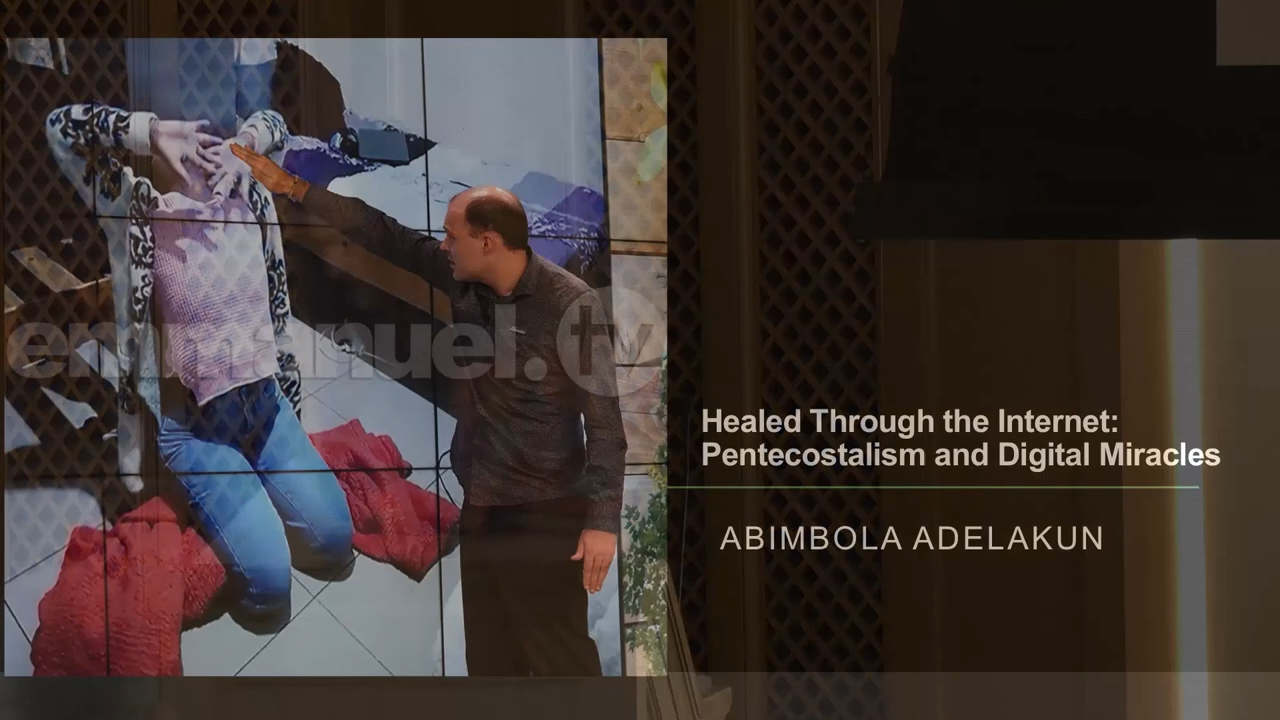 emmanuel.tv
Healed Through the Internet:
Pentecostalism and Digital Miracles
ABIMBOLA ADELAKUN